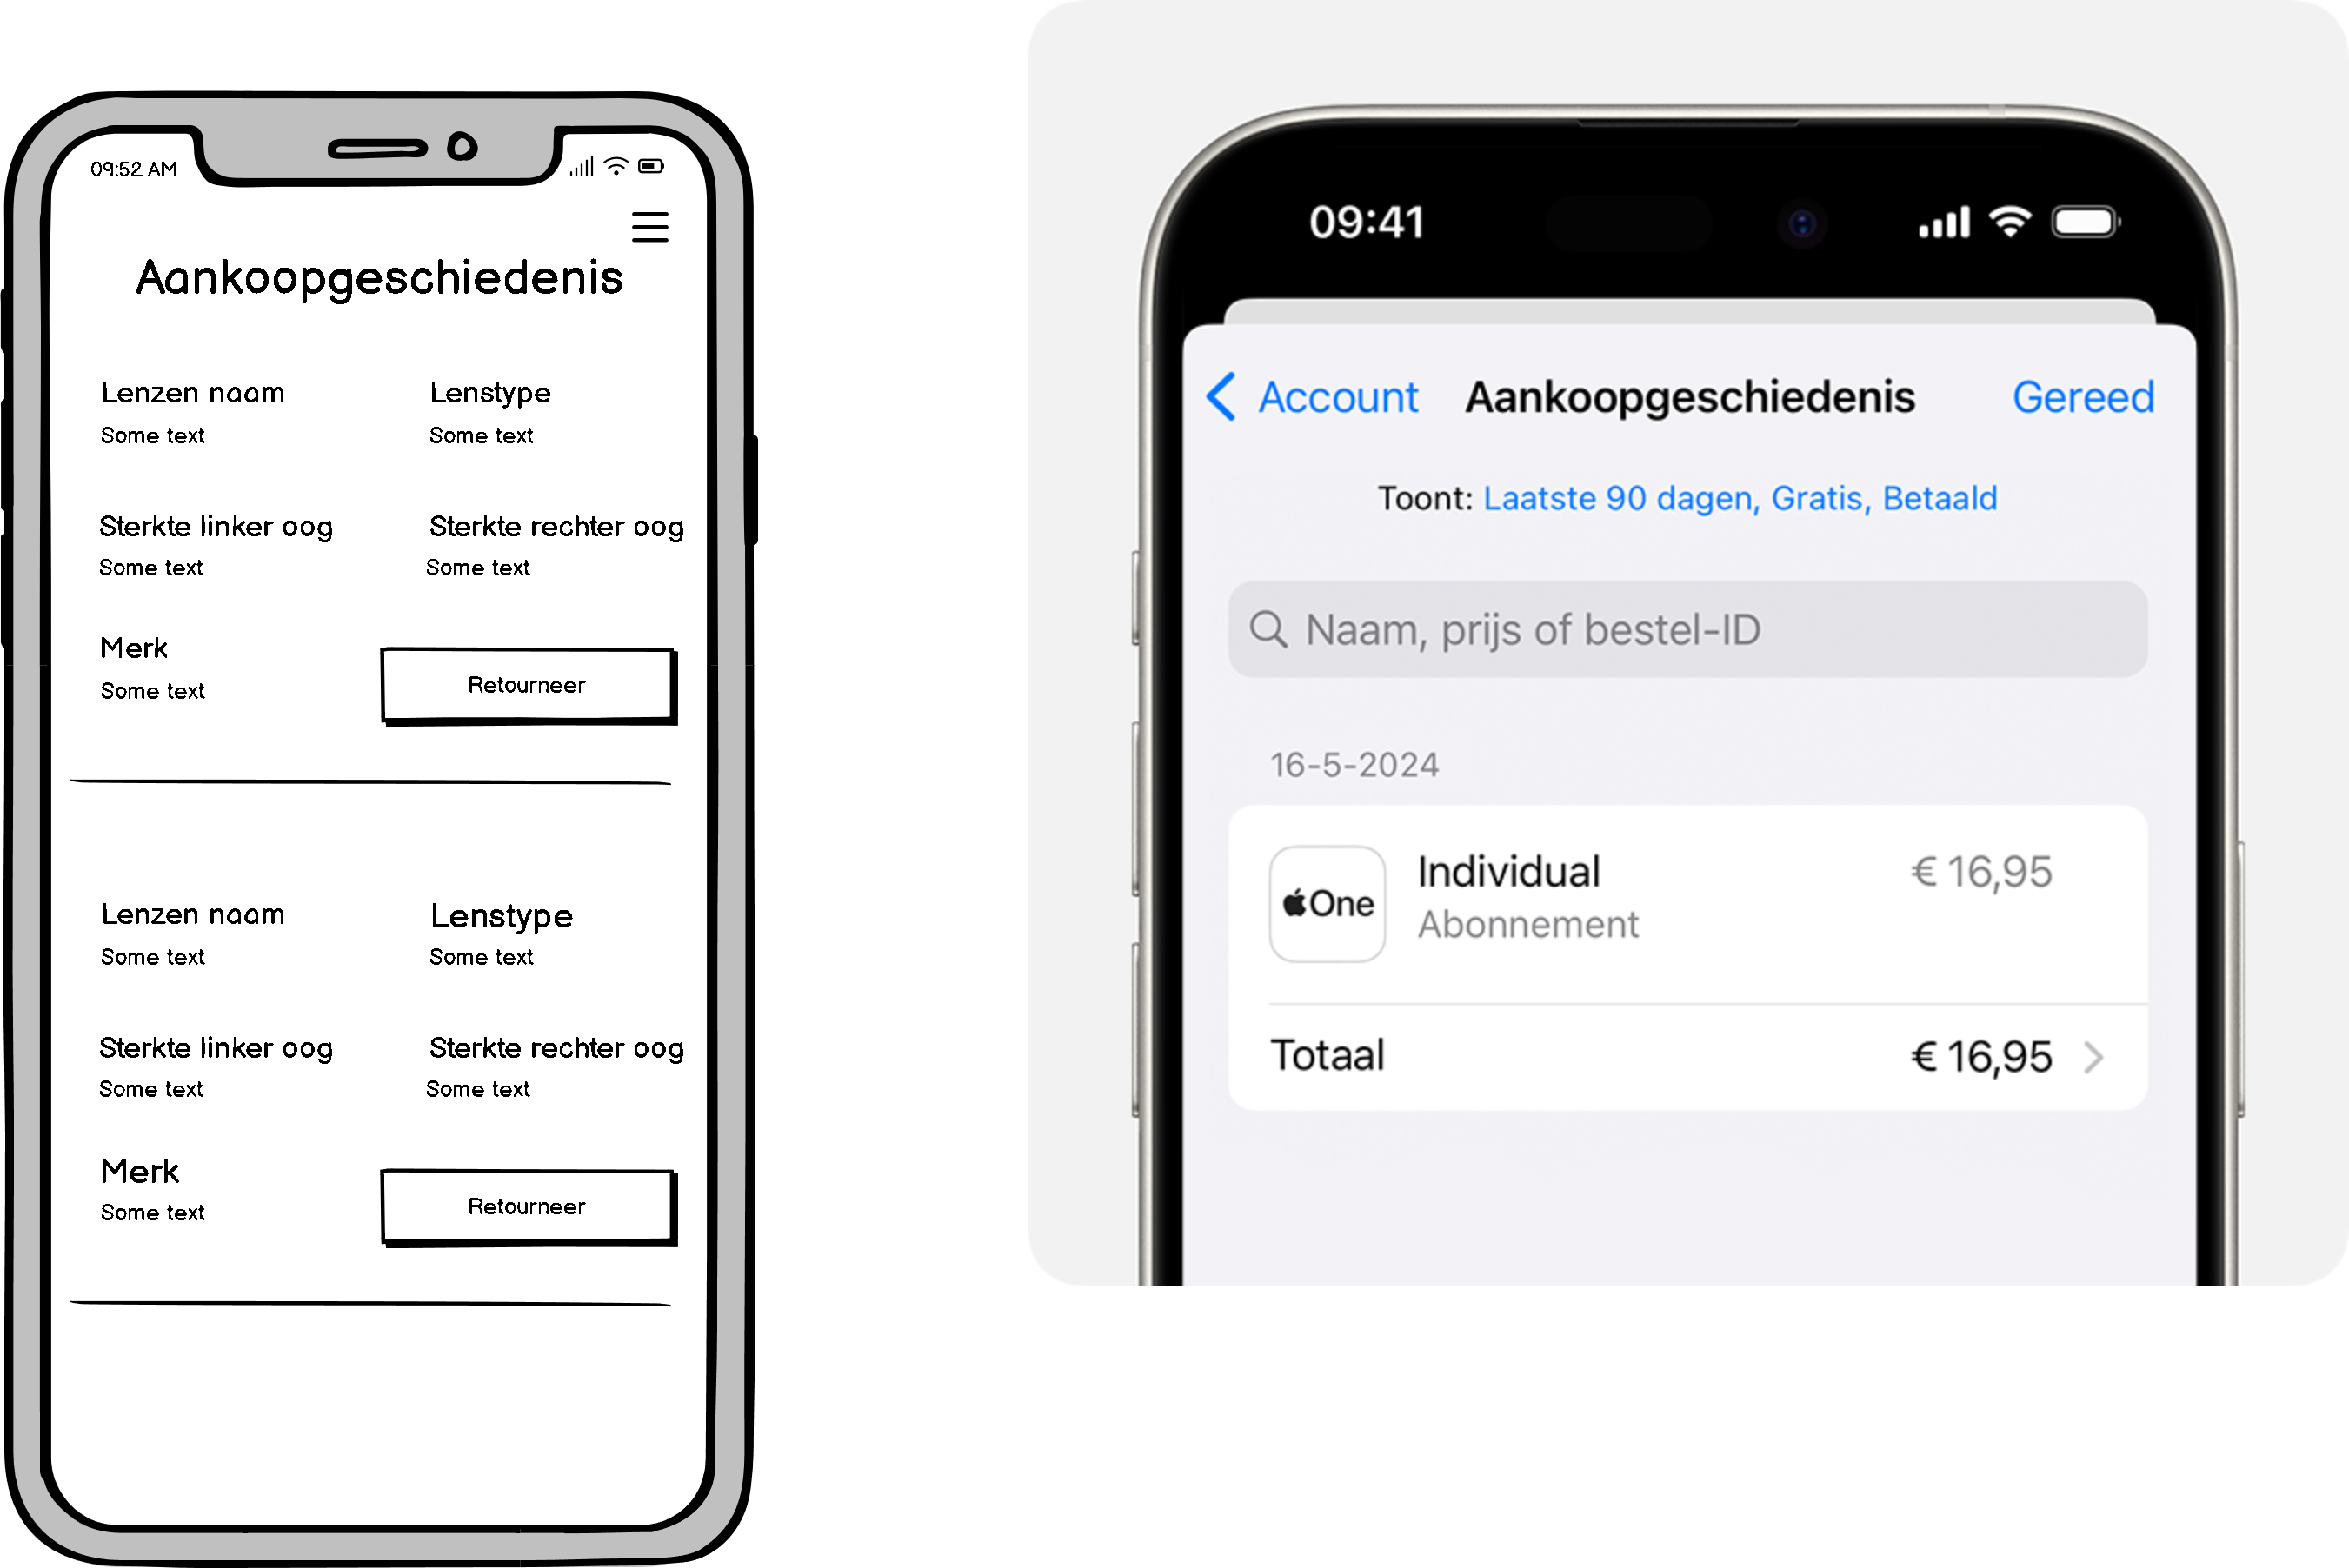 09:52 AM
Aankoopgeschiedenis
Lenzen naam Lenstype
Some text Some text
Sterkte linker oog Sterkte rechter oog
Some text Some text
Merk
Some text
Retourneer
Lenzen naam Lenstype
Some text Some text
Sterkte linker oog Sterkte rechter oog
Some text Some text
Merk
Some text
Retourneer
09:41
Account Aankoopgeschiedenis Gereed
Toont: Laatste 90 dagen, Gratis, Betaald
Naam, prijs of bestel-ID
16-5-2024
One
Individual € 16,95
Abonnement
Totaal € 16,95